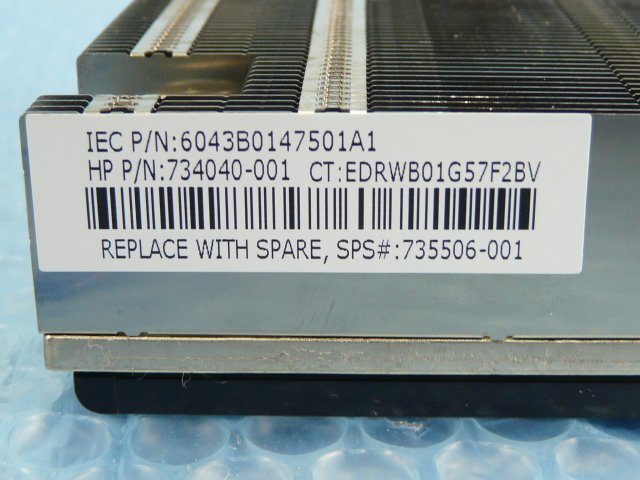 IEC P/N:6043B0147501A1
HP P/N:734040-001 CT:EDRWB01G57F2BV
REPLACE WITH SPARE, SPS#:735506-001